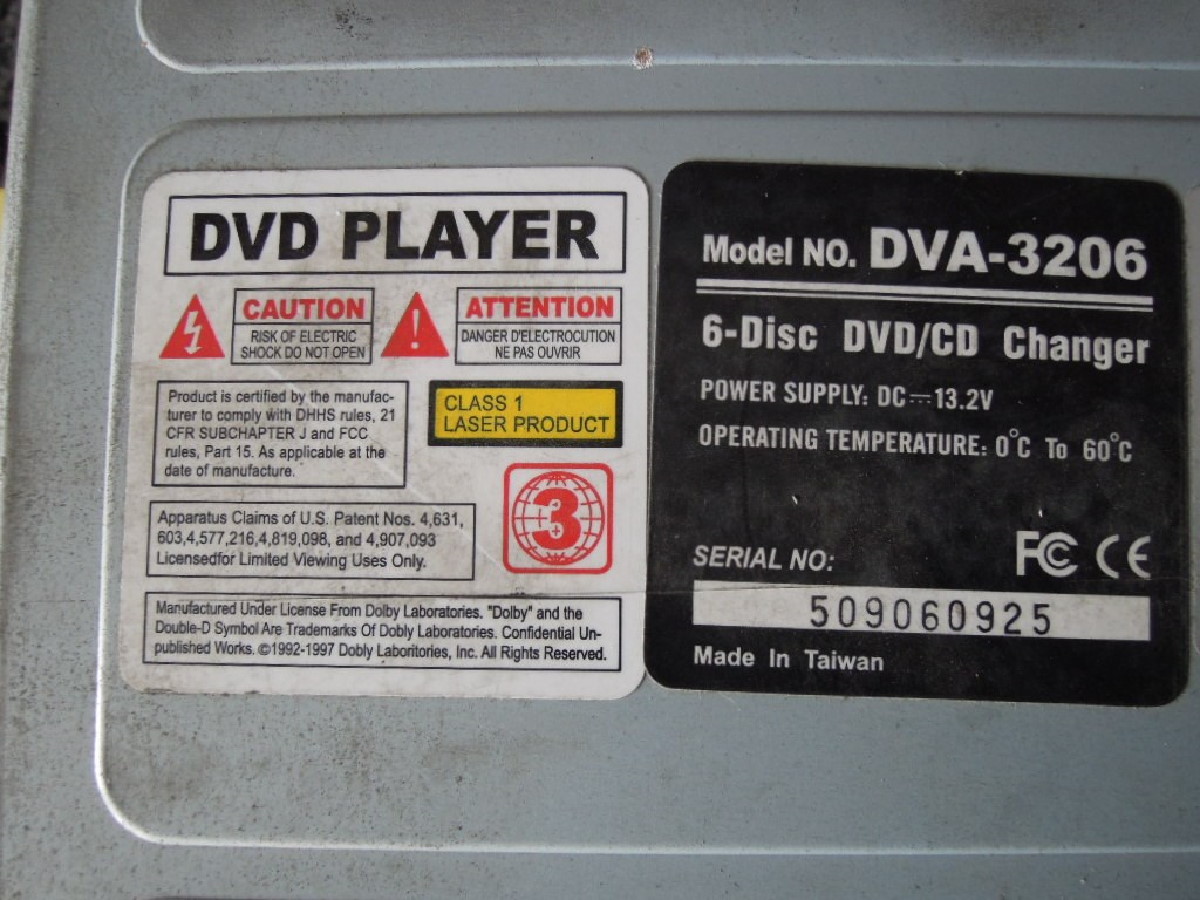 DVD PLAYER
CAUTION
RISK OF ELECTRIC
SHOCK DO NOT OPEN
ATTENTION
DANGER D'ELECTROCUTION
NE PAS OUVRIR
Product is certified by the manufac-
turer to comply with DHHS rules, 21
CFR SUBCHAPTER J and FCC
rules, Part 15. As applicable at the
date of manufacture.
CLASS 1
LASER PRODUCT
3
Apparatus Claims of U.S. Patent Nos. 4,631,
603,4,577,216,4,819,098, and 4,907,093
Licensedfor Limited Viewing Uses Only.
Manufactured Under License From Dolby Laboratories. "Dolby" and the
Double-D Symbol Are Trademarks Of Dobly Laboratories. Confidential Un-
published Works. ©1992-1997 Dobly Laboritories, Inc. All Rights Reserved.
Model NO. DVA-3206
6-Disc DVD/CD Changer
POWER SUPPLY: DC⎓13.2V
OPERATING TEMPERATURE: 0°C To 60°C
FC CE
SERIAL NO:
509060925
Made In Taiwan